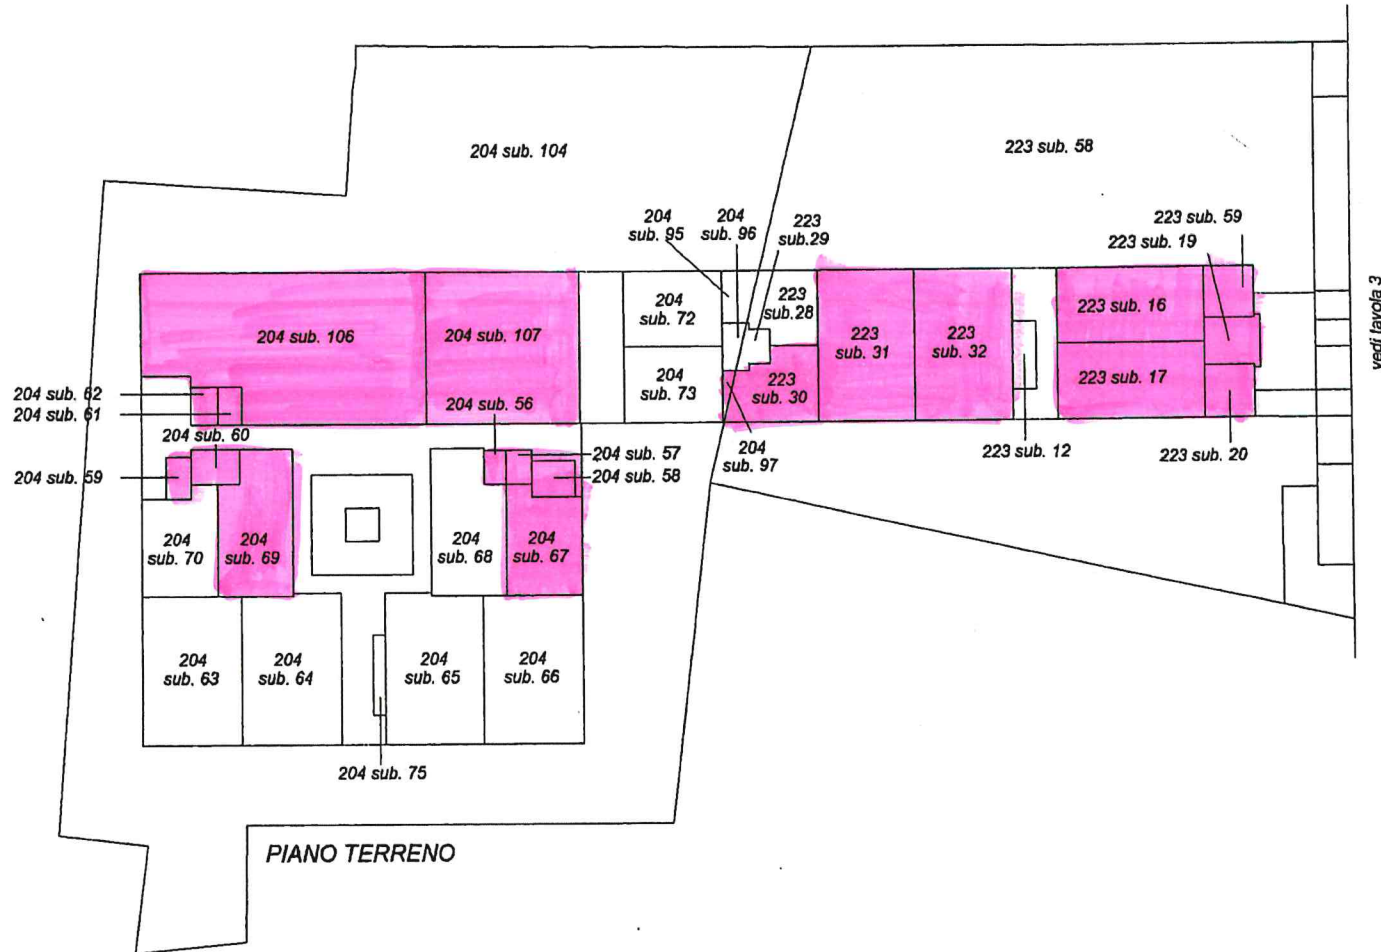 204 sub. 104
223 sub. 58
204
sub. 95
204
sub. 96
223
sub.29
223 sub. 59
223 sub. 19
204
sub. 72
223
sub.28
204 sub. 106
204 sub. 107
223
sub. 31
223
sub. 32
223 sub. 16
vedi tavola 3
204
sub. 73
223
sub. 30
223 sub. 17
204 sub. 62
204 sub. 61
204 sub. 56
204 sub. 60
204 sub. 57
204
sub. 97
223 sub. 12
223 sub. 20
204 sub. 59
204 sub. 58
204
sub. 70
204
sub. 69
204
sub. 68
204
sub. 67
204
sub. 63
204
sub. 64
204
sub. 65
204
sub. 66
204 sub. 75
PIANO TERRENO